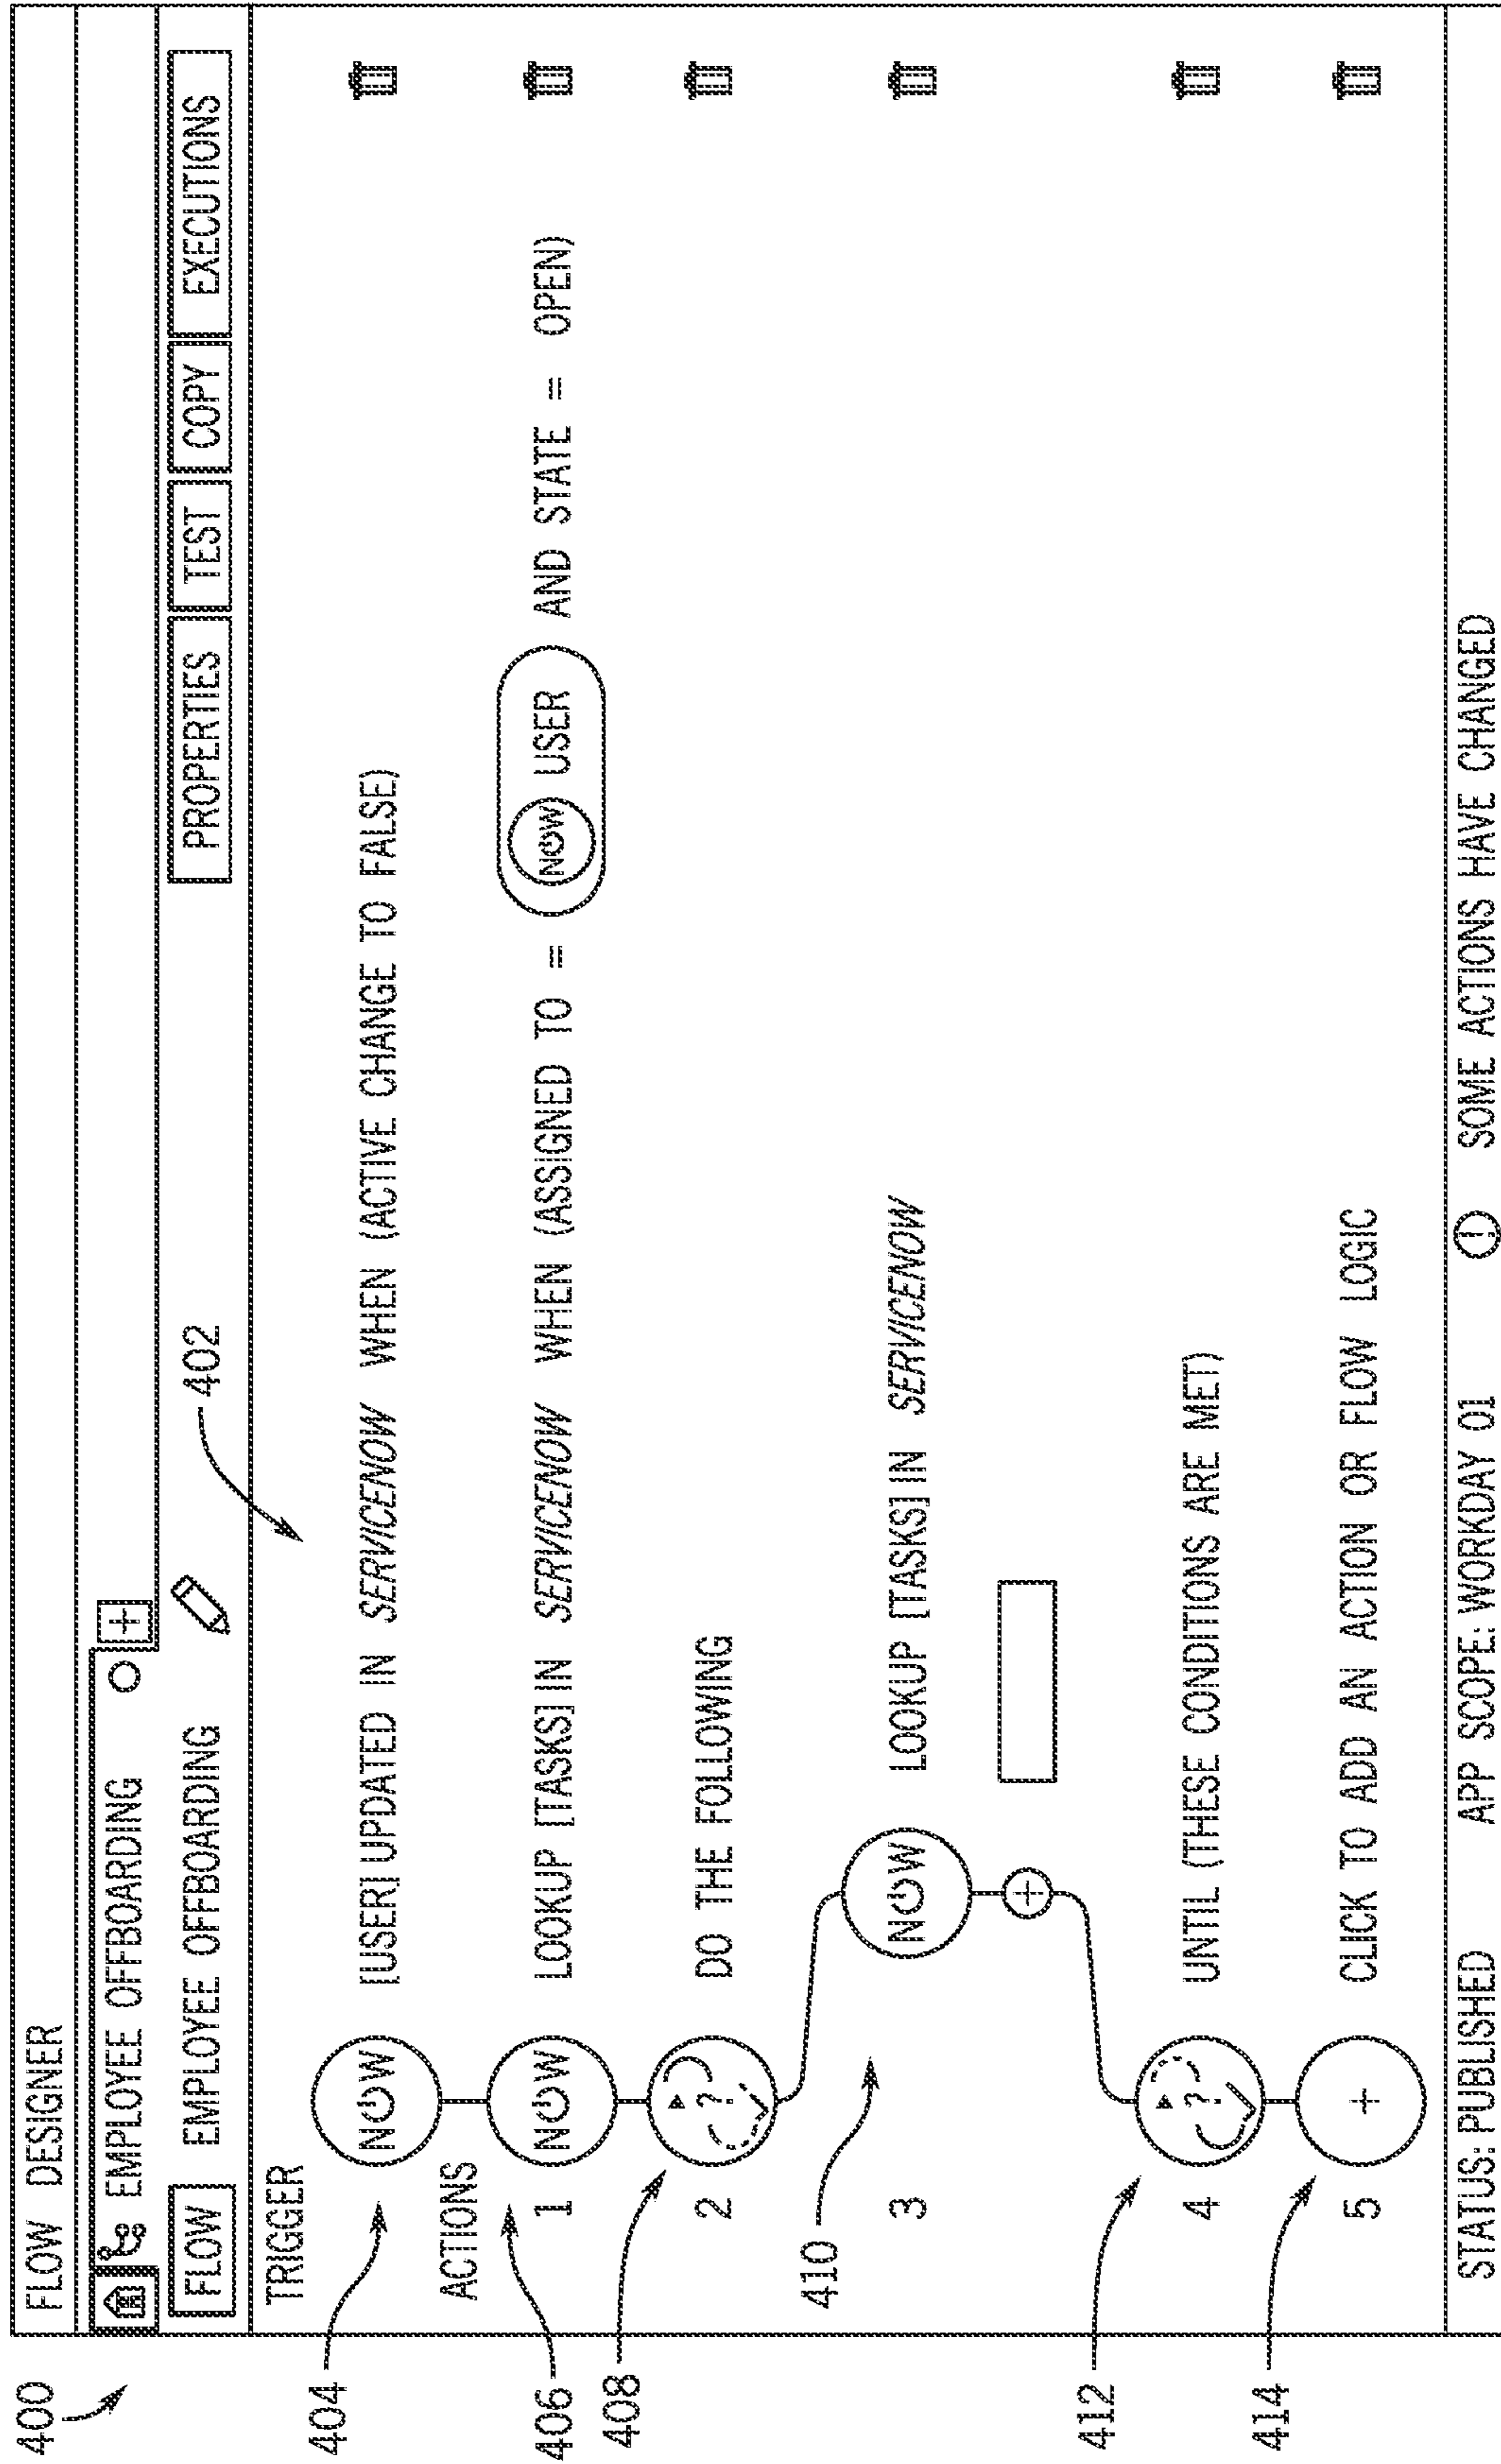 400
FLOW DESIGNER
EMPLOYEE OFFBOARDING +
FLOW EMPLOYEE OFFBOARDING PROPERTIES TEST COPY EXECUTIONS
402
TRIGGER
404 NOW [USER] UPDATED IN SERVICENOW WHEN (ACTIVE CHANGE TO FALSE)
ACTIONS
406 1 NOW LOOKUP [TASKS] IN SERVICENOW WHEN (ASSIGNED TO = NOW USER AND STATE = OPEN)
408 2 ? DO THE FOLLOWING
410 3 NOW LOOKUP [TASKS] IN SERVICENOW
+
412 4 ? UNTIL (THESE CONDITIONS ARE MET)
414 5 + CLICK TO ADD AN ACTION OR FLOW LOGIC
STATUS: PUBLISHED APP SCOPE: WORKDAY 01 ! SOME ACTIONS HAVE CHANGED